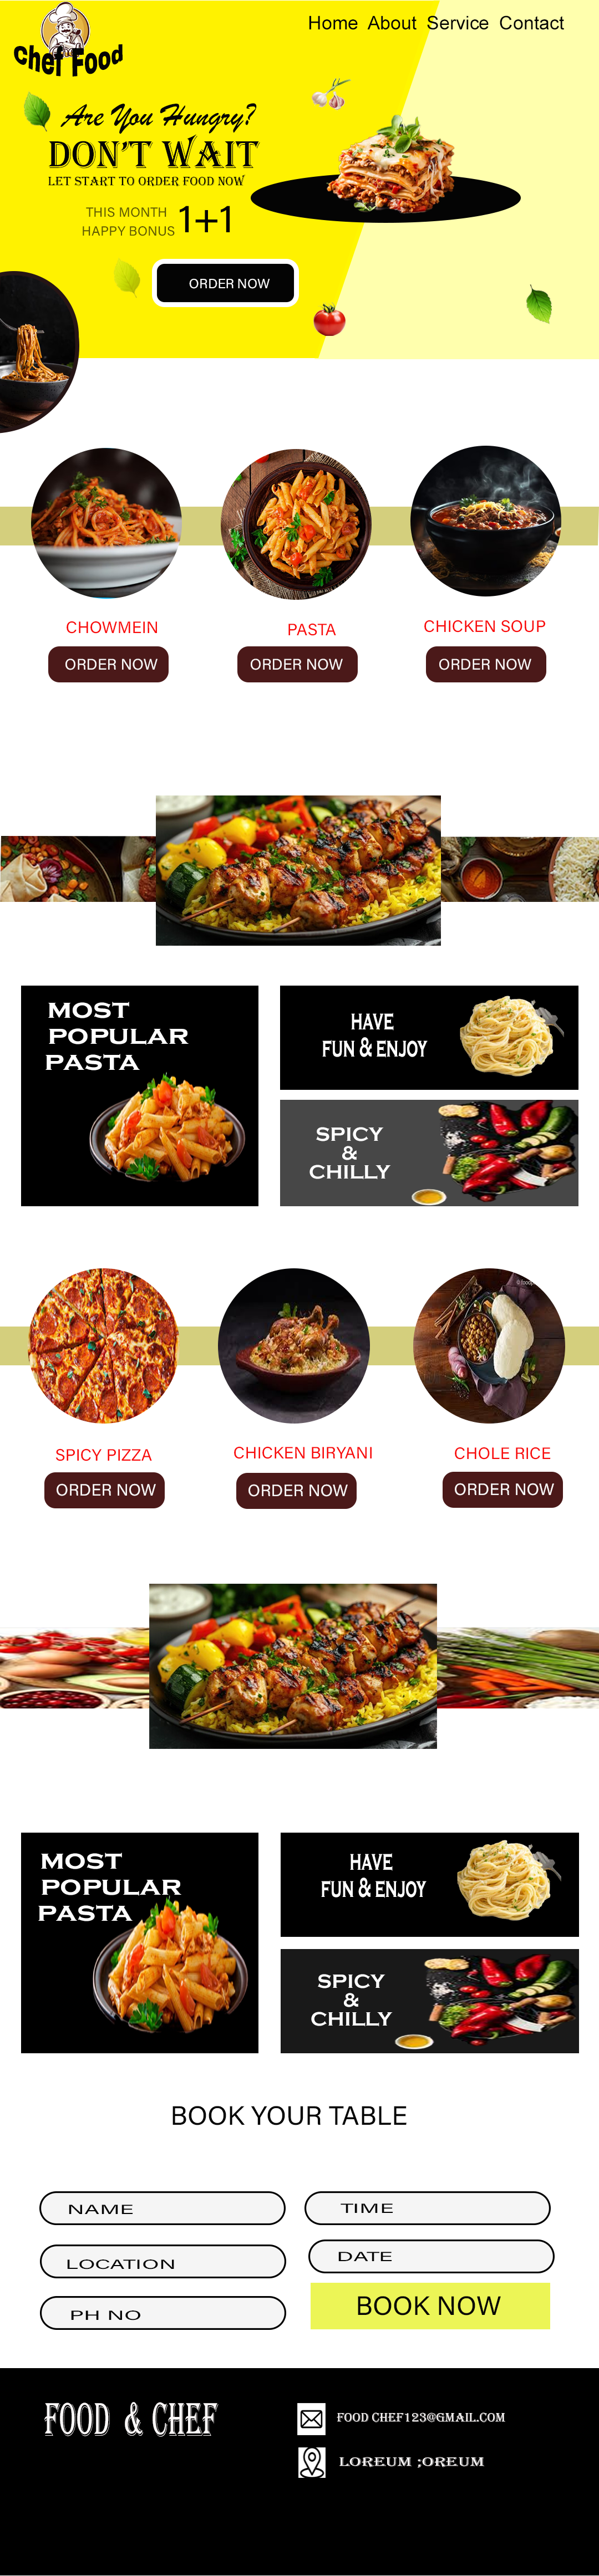 Home About Service Contact
Chef Food
Are You Hungry?
DON'T WAIT
LET START TO ORDER FOOD NOW
THIS MONTH
HAPPY BONUS 1+1
ORDER NOW
CHOWMEIN
PASTA
CHICKEN SOUP
ORDER NOW
ORDER NOW
ORDER NOW
MOST
POPULAR
PASTA
HAVE
FUN & ENJOY
SPICY
&
CHILLY
SPICY PIZZA
CHICKEN BIRYANI
CHOLE RICE
ORDER NOW
ORDER NOW
ORDER NOW
MOST
POPULAR
PASTA
HAVE
FUN & ENJOY
SPICY
&
CHILLY
BOOK YOUR TABLE
NAME
TIME
LOCATION
DATE
PH NO
BOOK NOW
FOOD & CHEF
FOOD CHEF123@GMAIL.COM
LOREUM ;OREUM